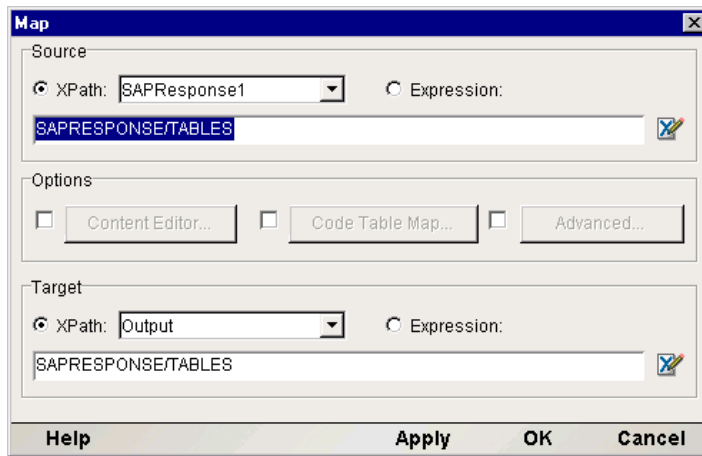 Map
Source
XPath: SAPResponse1 Expression:
SAPRESPONSE/TABLES
Options
Content Editor... Code Table Map... Advanced...
Target
XPath: Output Expression:
SAPRESPONSE/TABLES
Help Apply OK Cancel